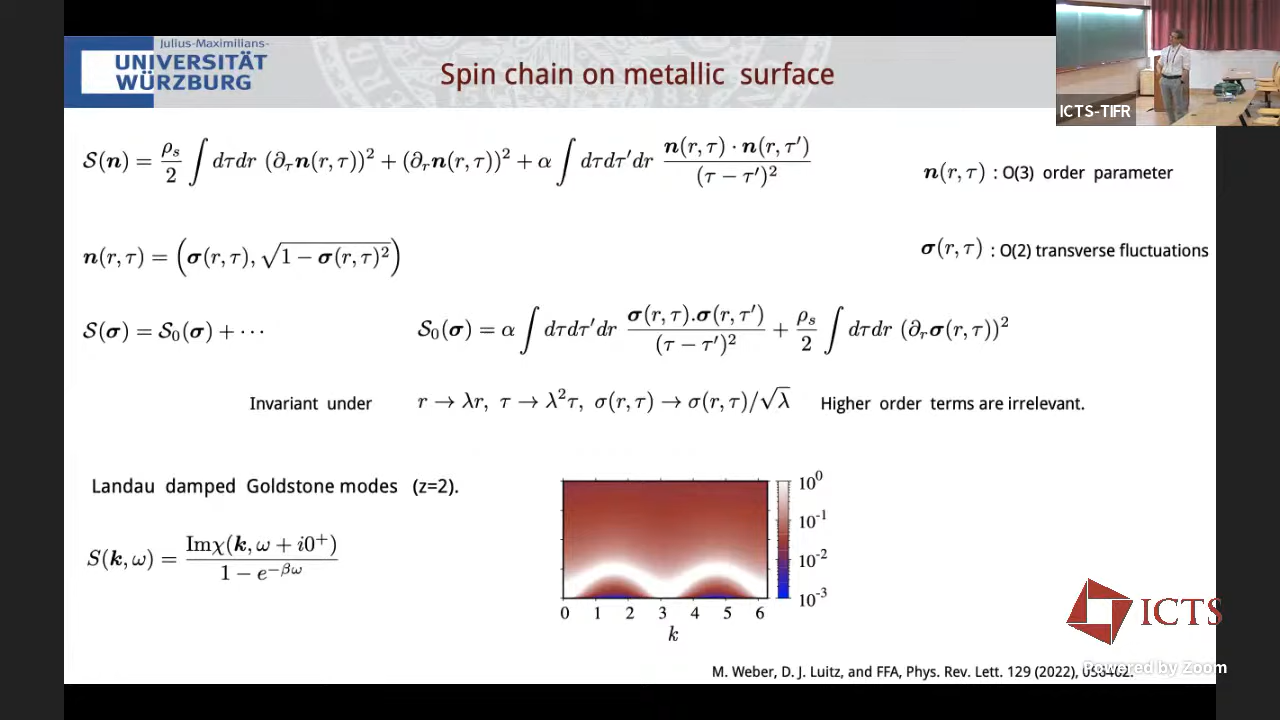 Julius-Maximilians-
UNIVERSITÄT
WÜRZBURG
Spin chain on metallic surface
ICTS-TIFR
𝒮(𝒏) = ρₛ/2 ∫ dτdr (∂_r 𝒏(r, τ))² + (∂_τ 𝒏(r, τ))² + α ∫ dτdτ′dr 𝒏(r, τ) · 𝒏(r, τ′) / (τ − τ′)²
𝒏(r, τ) : O(3) order parameter
𝒏(r, τ) = (𝝈(r, τ), √(1 − 𝝈(r, τ)²))
𝝈(r, τ) : O(2) transverse fluctuations
𝒮(𝝈) = 𝒮₀(𝝈) + ···
𝒮₀(𝝈) = α ∫ dτdτ′dr 𝝈(r, τ).𝝈(r, τ′) / (τ − τ′)² + ρₛ/2 ∫ dτdr (∂_r 𝝈(r, τ))²
Invariant under r → λr, τ → λ²τ, σ(r, τ) → σ(r, τ)/√λ Higher order terms are irrelevant.
Landau damped Goldstone modes (z=2).
S(𝒌, ω) = Imχ(𝒌, ω + i0⁺) / 1 − e^{−βω}
10⁰
10⁻¹
10⁻²
10⁻³
0 1 2 3 4 5 6
k
ICTS
Powered by Zoom
M. Weber, D. J. Luitz, and FFA, Phys. Rev. Lett. 129 (2022),